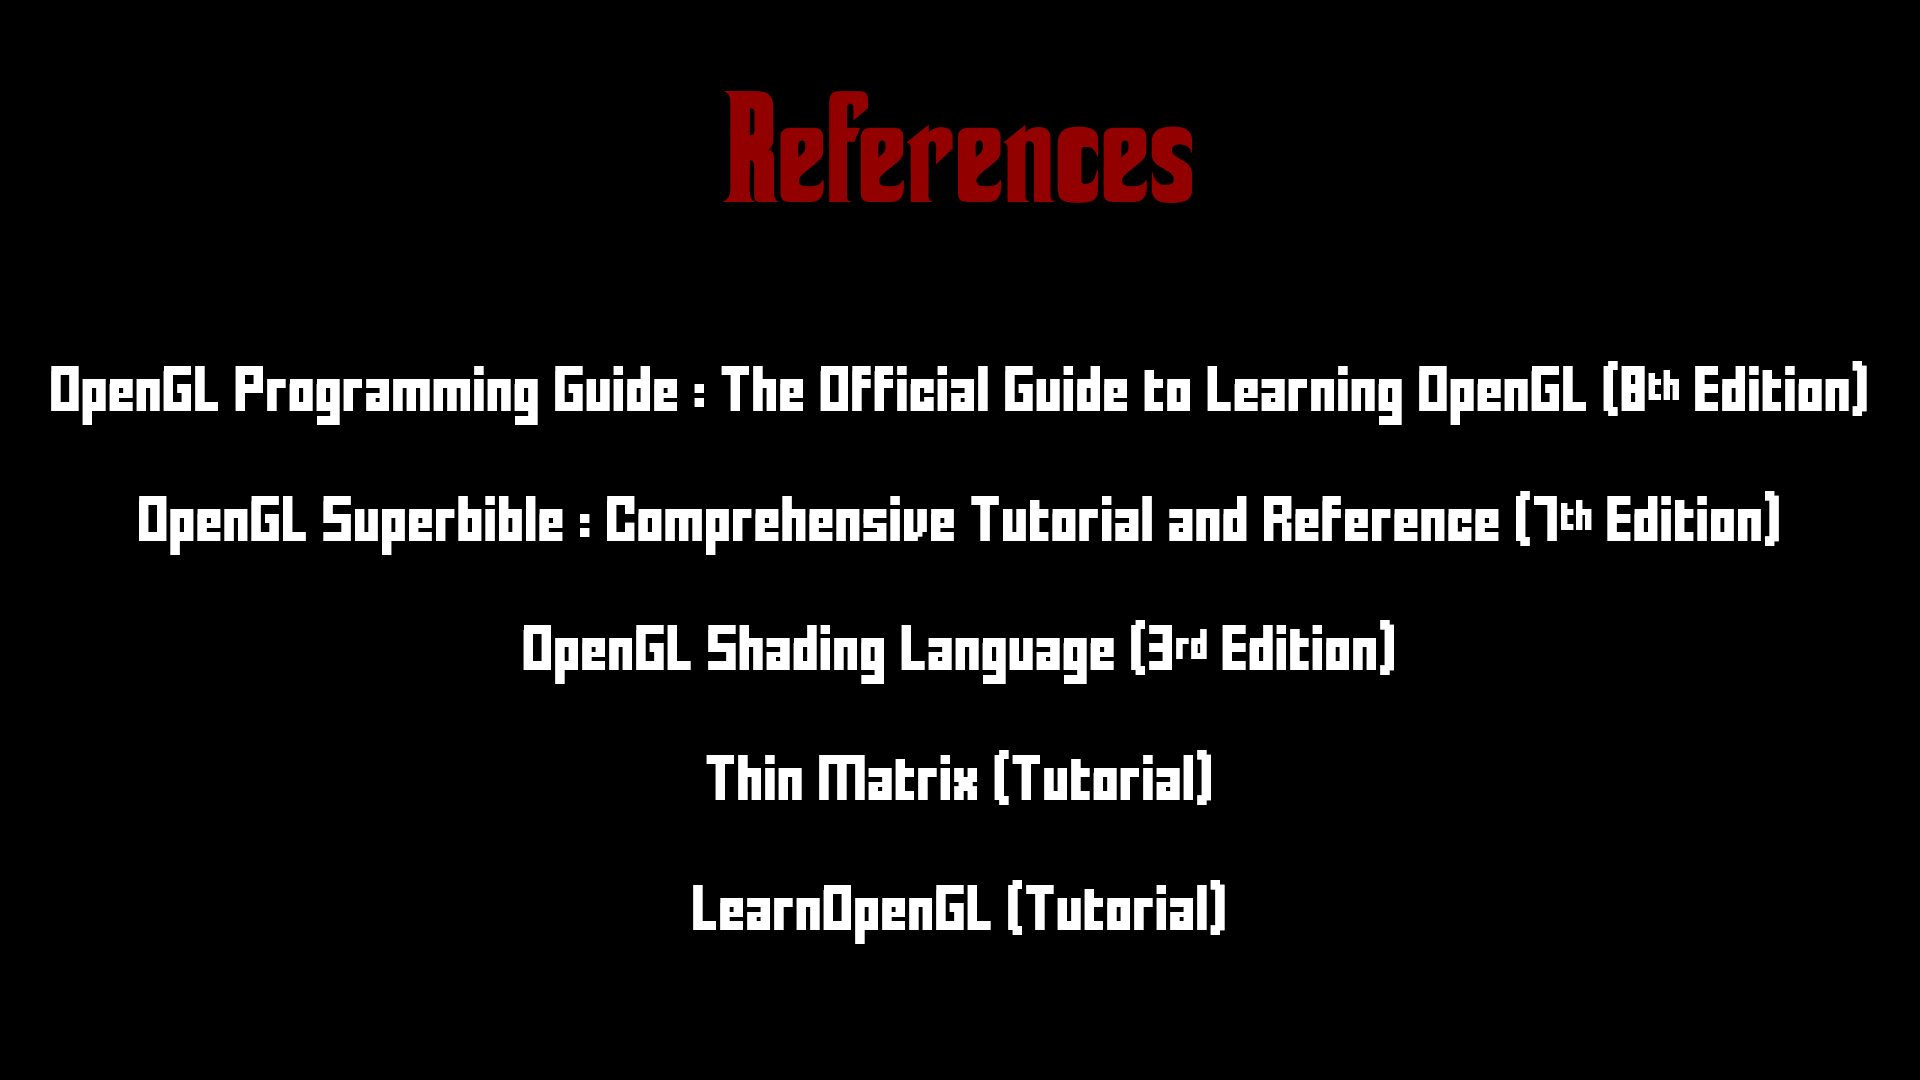 References
OpenGL Programming Guide : The Official Guide to Learning OpenGL (8th Edition)
OpenGL Superbible : Comprehensive Tutorial and Reference (7th Edition)
OpenGL Shading Language (3rd Edition)
Thin Matrix (Tutorial)
LearnOpenGL (Tutorial)